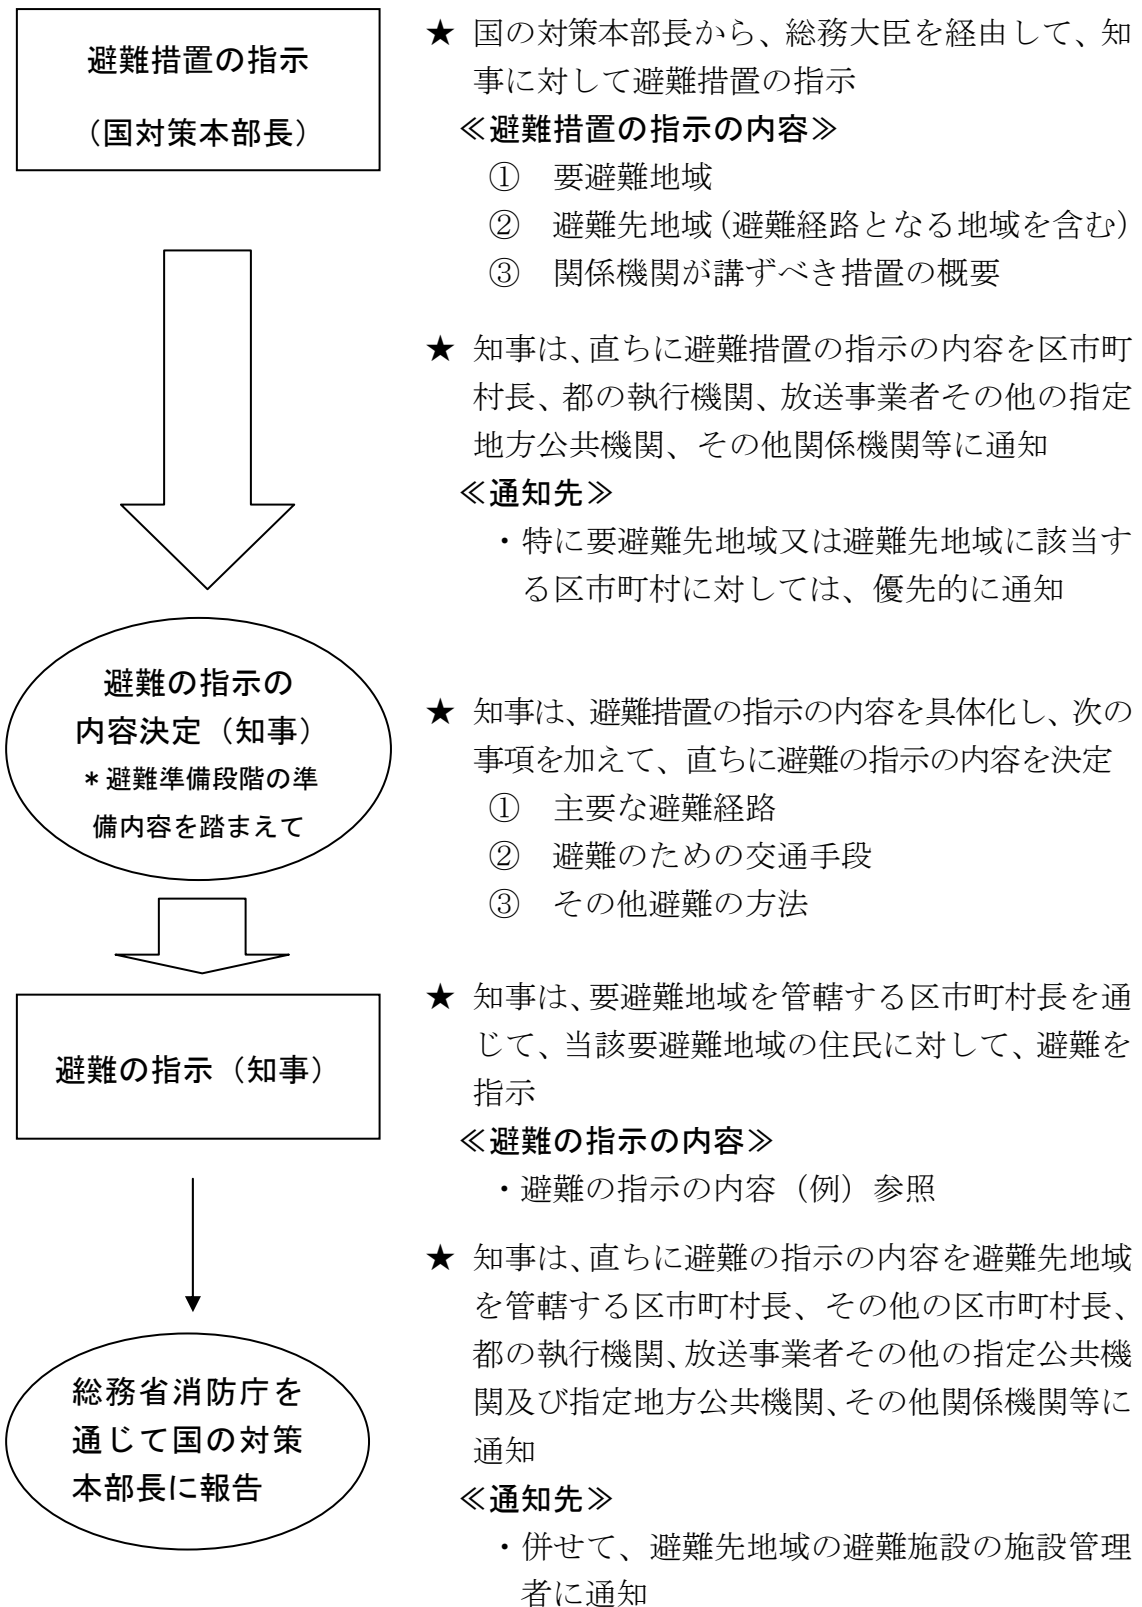 避難措置の指示
（国対策本部長）
★ 国の対策本部長から、総務大臣を経由して、知
事に対して避難措置の指示
≪避難措置の指示の内容≫
① 要避難地域
② 避難先地域（避難経路となる地域を含む）
③ 関係機関が講ずべき措置の概要
★ 知事は、直ちに避難措置の指示の内容を区市町
村長、都の執行機関、放送事業者その他の指定
地方公共機関、その他関係機関等に通知
≪通知先≫
・特に要避難先地域又は避難先地域に該当す
る区市町村に対しては、優先的に通知
避難の指示の
内容決定（知事）
＊避難準備段階の準
備内容を踏まえて
★ 知事は、避難措置の指示の内容を具体化し、次の
事項を加えて、直ちに避難の指示の内容を決定
① 主要な避難経路
② 避難のための交通手段
③ その他避難の方法
避難の指示（知事）
★ 知事は、要避難地域を管轄する区市町村長を通
じて、当該要避難地域の住民に対して、避難を
指示
≪避難の指示の内容≫
・避難の指示の内容（例）参照
★ 知事は、直ちに避難の指示の内容を避難先地域
を管轄する区市町村長、その他の区市町村長、
都の執行機関、放送事業者その他の指定公共機
関及び指定地方公共機関、その他関係機関等に
通知
≪通知先≫
・併せて、避難先地域の避難施設の施設管理
者に通知
総務省消防庁を
通じて国の対策
本部長に報告